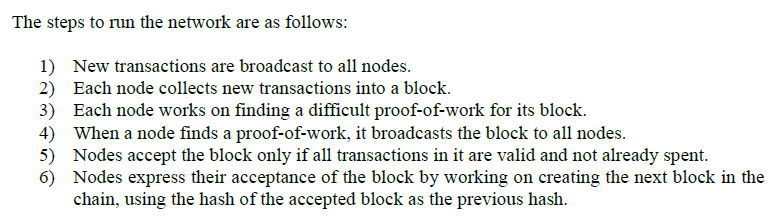 The steps to run the network are as follows:
1) New transactions are broadcast to all nodes.
2) Each node collects new transactions into a block.
3) Each node works on finding a difficult proof-of-work for its block.
4) When a node finds a proof-of-work, it broadcasts the block to all nodes.
5) Nodes accept the block only if all transactions in it are valid and not already spent.
6) Nodes express their acceptance of the block by working on creating the next block in the
chain, using the hash of the accepted block as the previous hash.